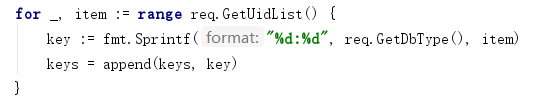 for _, item := range req.GetUidList() {
    key := fmt.Sprintf( format: "%d:%d", req.GetDbType(), item)
    keys = append(keys, key)
}